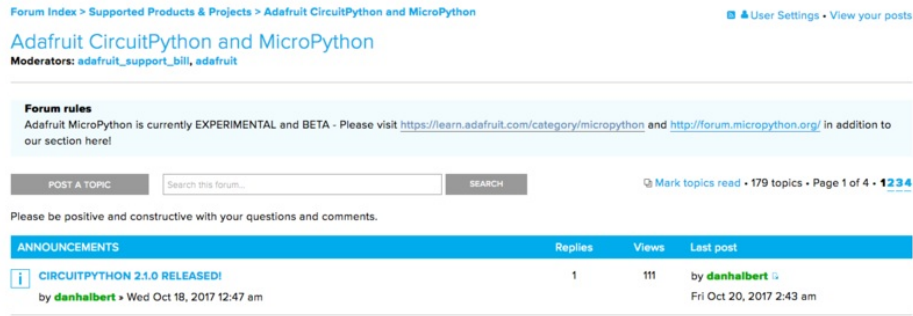 Forum Index > Supported Products & Projects > Adafruit CircuitPython and MicroPython
User Settings • View your posts
Adafruit CircuitPython and MicroPython
Moderators: adafruit_support_bill, adafruit
Forum rules
Adafruit MicroPython is currently EXPERIMENTAL and BETA - Please visit https://learn.adafruit.com/category/micropython and http://forum.micropython.org/ in addition to
our section here!
POST A TOPIC
Search this forum...
SEARCH
Mark topics read • 179 topics • Page 1 of 4 • 1 2 3 4
Please be positive and constructive with your questions and comments.
ANNOUNCEMENTS Replies Views Last post
i CIRCUITPYTHON 2.1.0 RELEASED! 1 111 by danhalbert
by danhalbert » Wed Oct 18, 2017 12:47 am Fri Oct 20, 2017 2:43 am